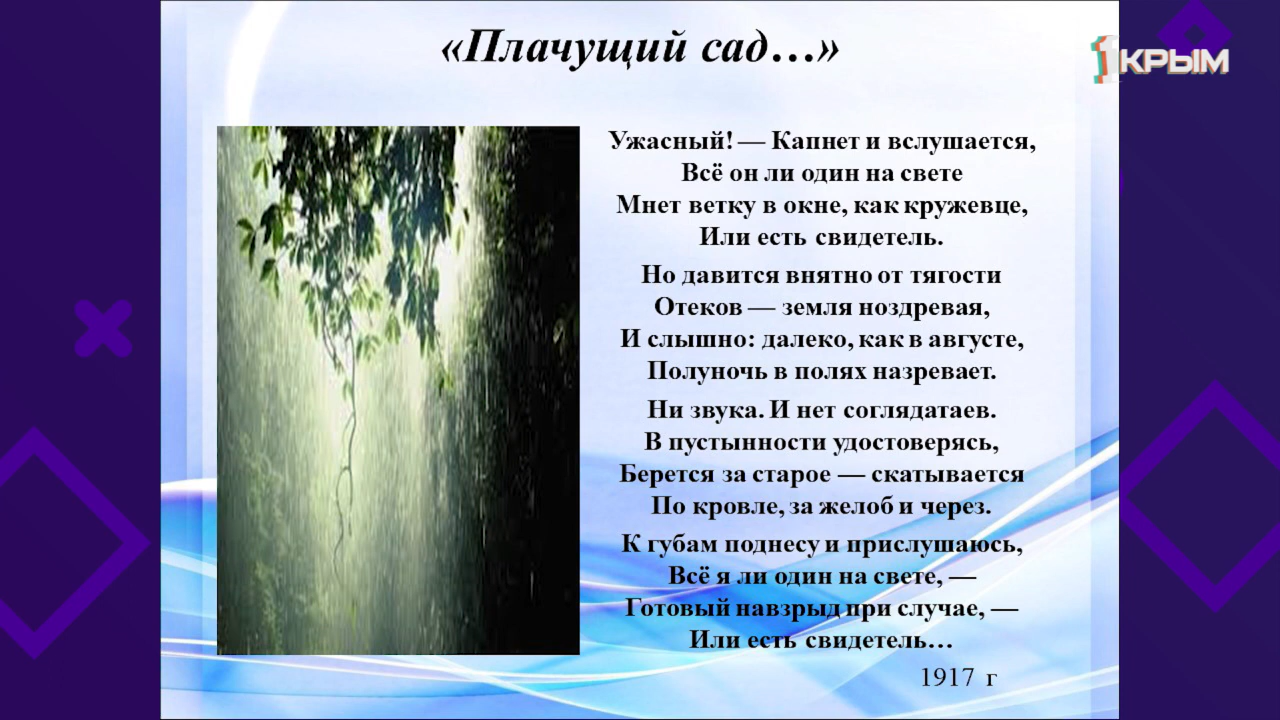 «Плачущий сад…»
1КРЫМ
Ужасный! — Капнет и вслушается,
Всё он ли один на свете
Мнет ветку в окне, как кружевце,
Или есть свидетель.
Но давится внятно от тягости
Отеков — земля ноздревая,
И слышно: далеко, как в августе,
Полуночь в полях назревает.
Ни звука. И нет соглядатаев.
В пустынности удостоверясь,
Берется за старое — скатывается
По кровле, за желоб и через.
К губам поднесу и прислушаюсь,
Всё я ли один на свете, —
Готовый навзрыд при случае, —
Или есть свидетель…
1917 г